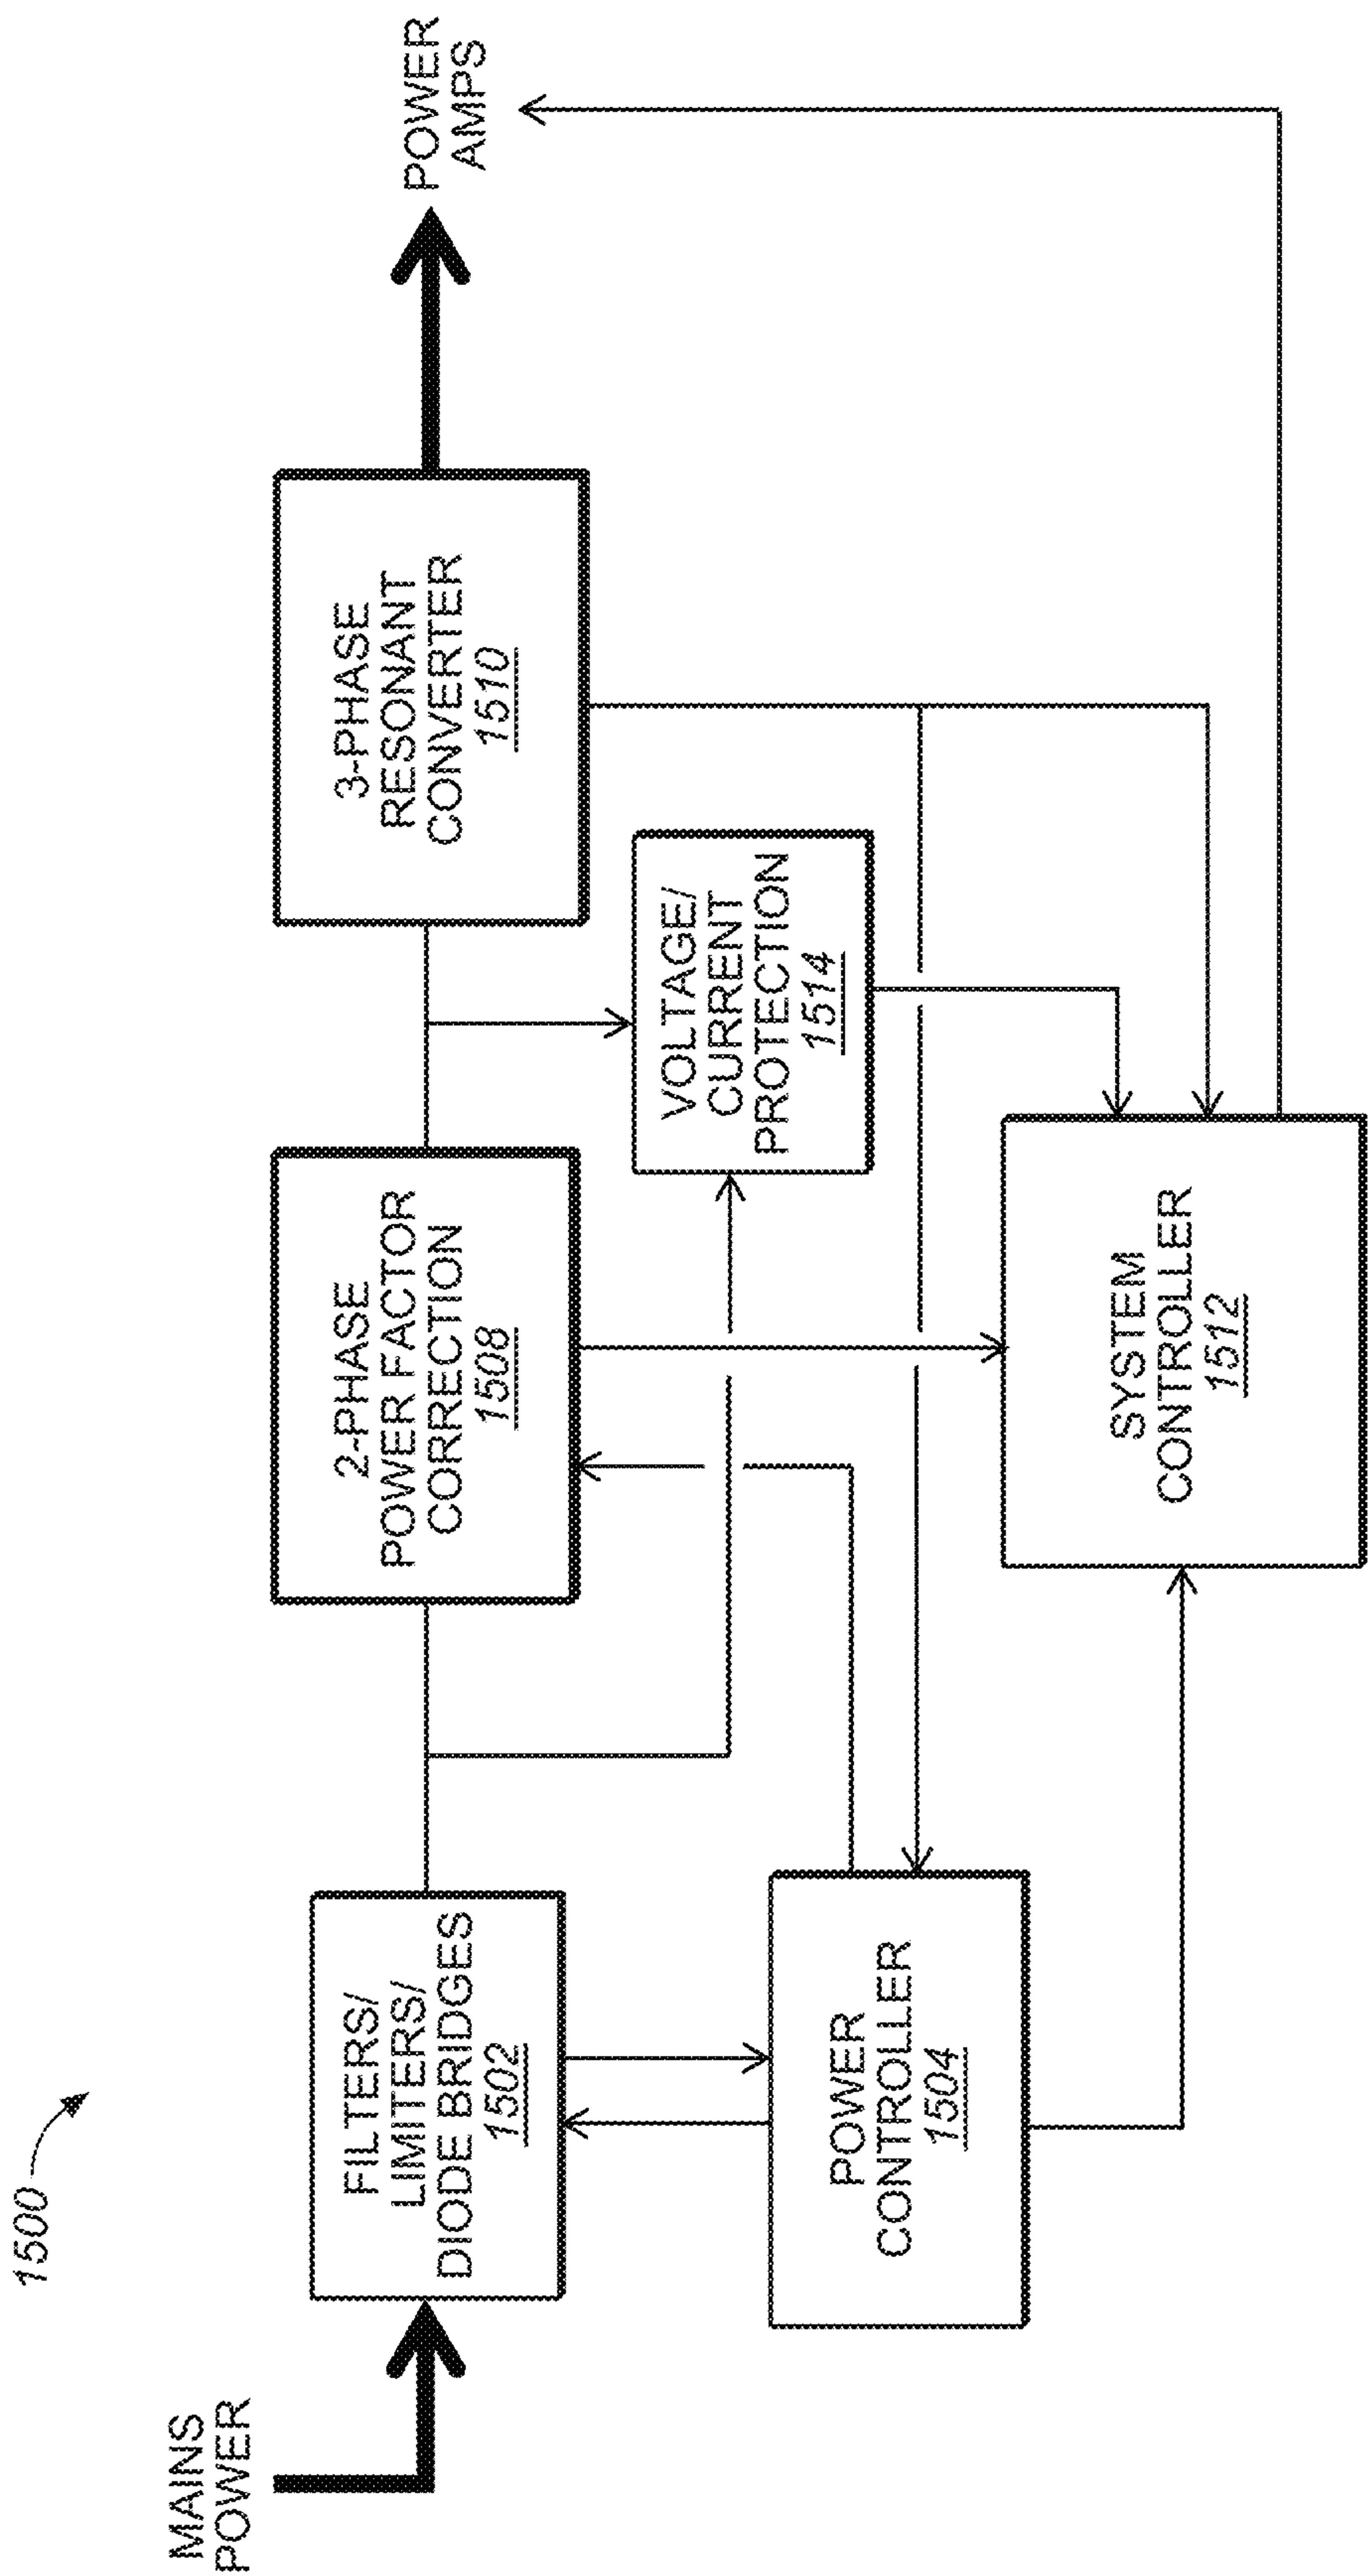 1500
MAINS
POWER
FILTERS/
LIMITERS/
DIODE BRIDGES
1502
2-PHASE
POWER FACTOR
CORRECTION
1508
3-PHASE
RESONANT
CONVERTER
1510
POWER
AMPS
VOLTAGE/
CURRENT
PROTECTION
1514
POWER
CONTROLLER
1504
SYSTEM
CONTROLLER
1512